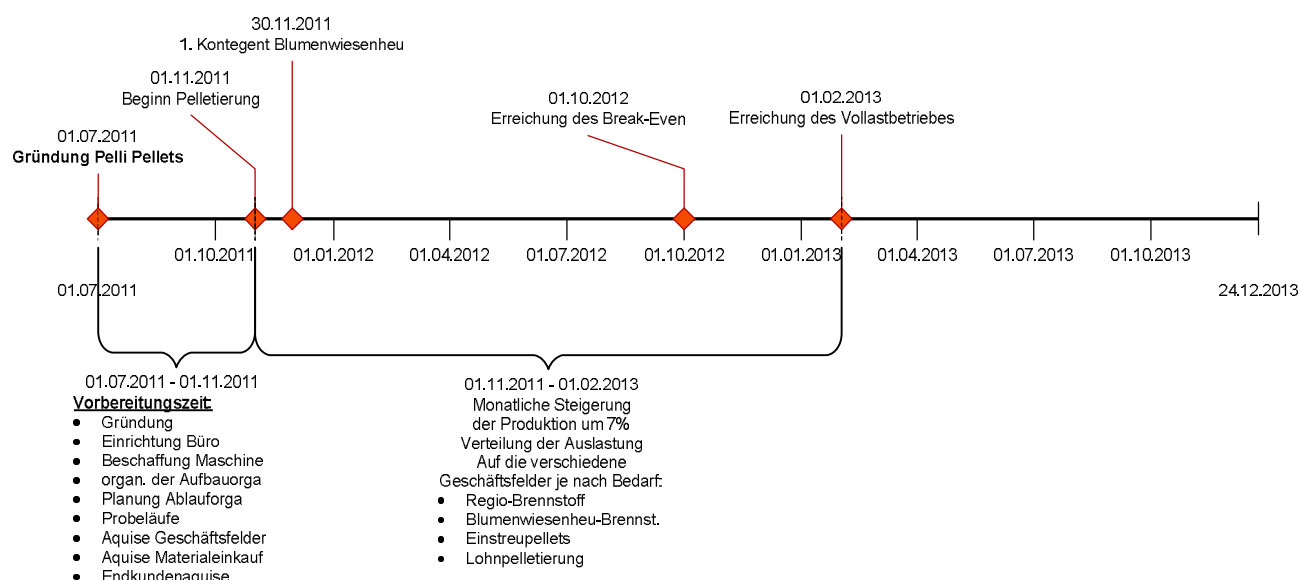 30.11.2011
1. Kontegent Blumenwiesenheu
01.11.2011
Beginn Pelletierung
01.07.2011
Gründung Pelli Pellets
01.10.2012
Erreichung des Break-Even
01.02.2013
Erreichung des Vollastbetriebes
01.10.2011
01.01.2012
01.04.2012
01.07.2012
01.10.2012
01.01.2013
01.04.2013
01.07.2013
01.10.2013
01.07.2011
24.12.2013
01.07.2011 - 01.11.2011
Vorbereitungszeit:
• Gründung
• Einrichtung Büro
• Beschaffung Maschine
• organ. der Aufbauorga
• Planung Ablauforga
• Probeläufe
• Aquise Geschäftsfelder
• Aquise Materialeinkauf
• Endkundenaquise
01.11.2011 - 01.02.2013
Monatliche Steigerung
der Produktion um 7%
Verteilung der Auslastung
Auf die verschiedene
Geschäftsfelder je nach Bedarf:
• Regio-Brennstoff
• Blumenwiesenheu-Brennst.
• Einstreupellets
• Lohnpelletierung